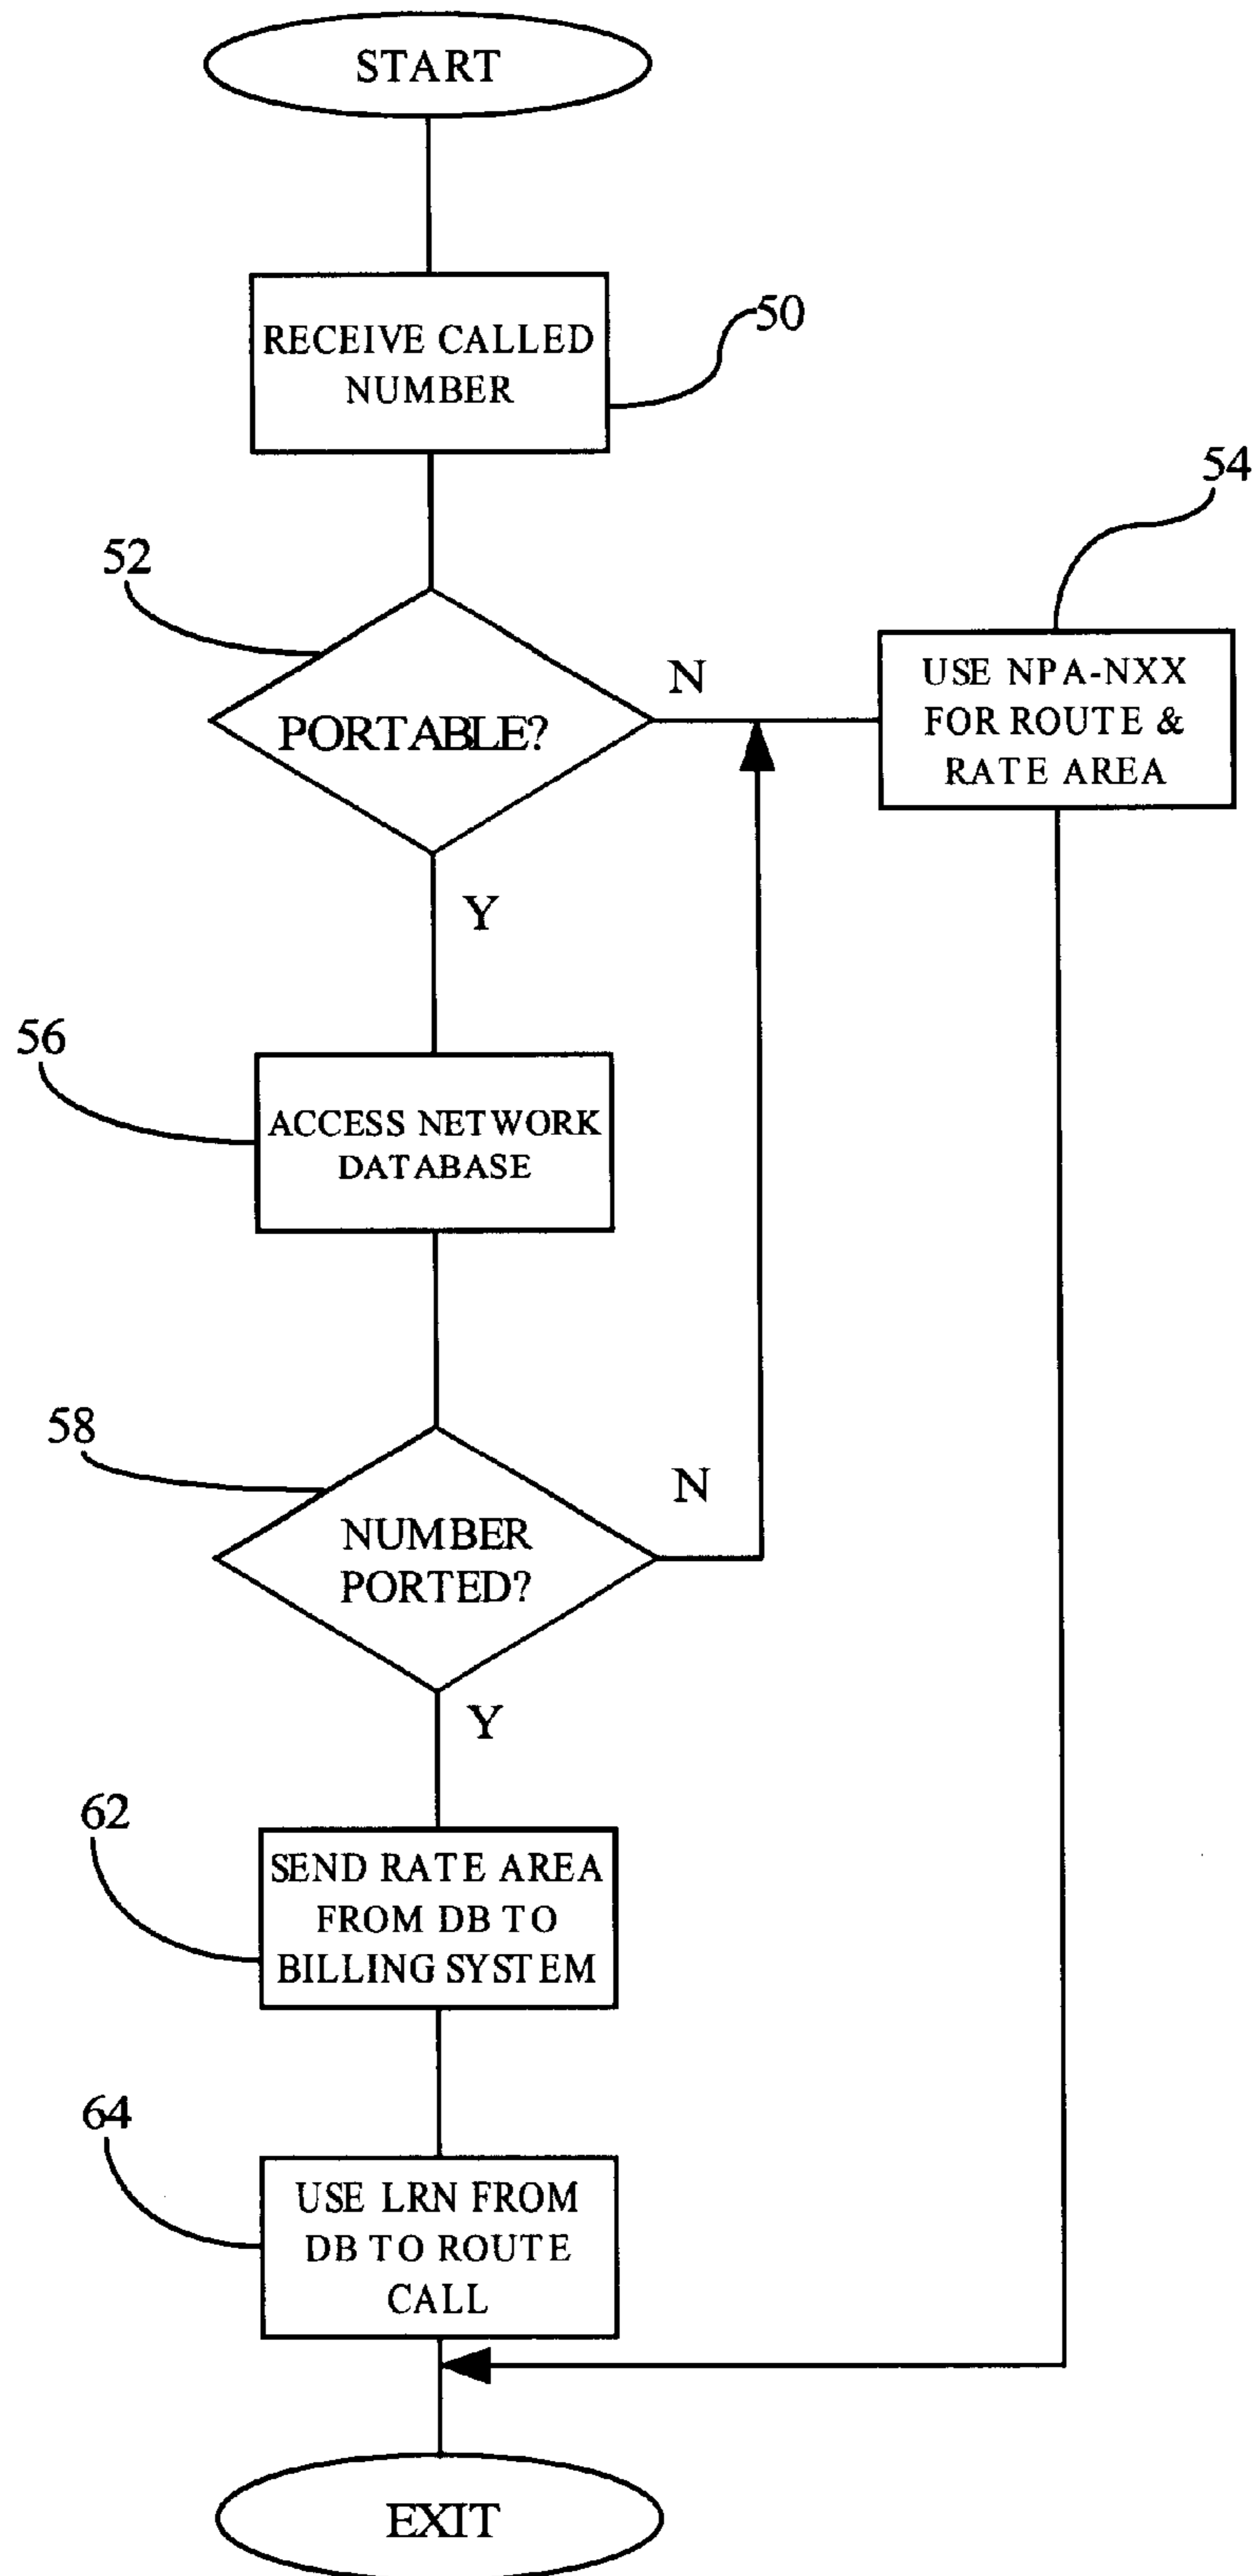 START
RECEIVE CALLED
NUMBER
50
54
52
PORTABLE?
N
USE NPA-NXX
FOR ROUTE &
RATE AREA
Y
56
ACCESS NETWORK
DATABASE
58
NUMBER
PORTED?
N
Y
62
SEND RATE AREA
FROM DB TO
BILLING SYSTEM
64
USE LRN FROM
DB TO ROUTE
CALL
EXIT